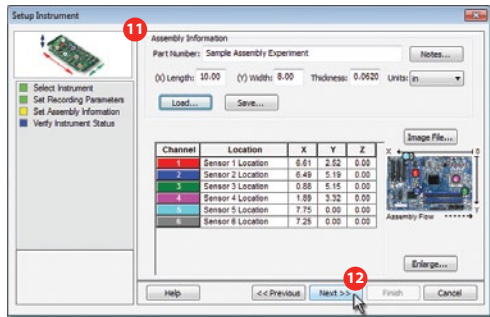 Setup Instrument
11
Assembly Information
Part Number: Sample Assembly Experiment
Notes...
(X) Length: 10.00 (Y) Width: 8.00 Thickness: 0.0620 Units: in
Load... Save...
Select Instrument
Set Recording Parameters
Set Assembly Information
Verify Instrument Status
Image File...
Channel Location X Y Z
1 Sensor 1 Location 6.61 2.52 0.00
2 Sensor 2 Location 6.49 5.19 0.00
3 Sensor 3 Location 0.88 5.15 0.00
4 Sensor 4 Location 1.89 3.32 0.00
5 Sensor 5 Location 7.75 0.00 0.00
6 Sensor 6 Location 7.25 0.00 0.00
X 0
Y
Assembly Flow
Enlarge...
12
Help << Previous Next >> Finish Cancel